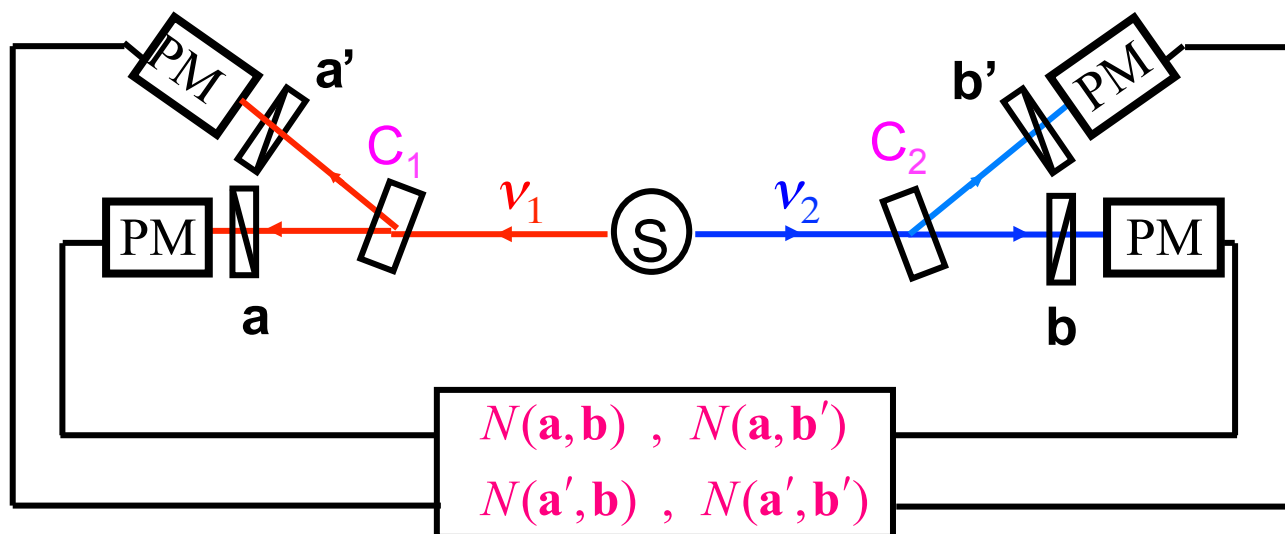 PM
a’
b’
PM
C₁
C₂
ν₁
ν₂
PM
S
PM
a
b
N(a,b) , N(a,b′)
N(a′,b) , N(a′,b′)